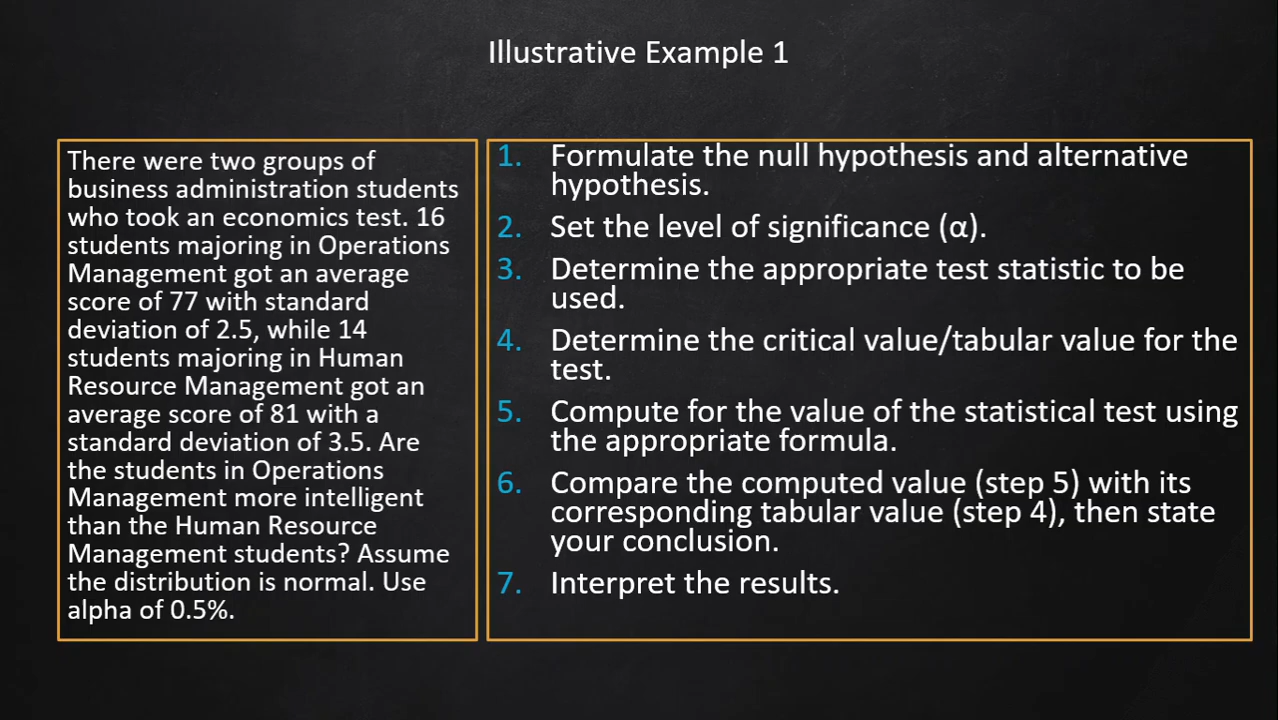 Illustrative Example 1
There were two groups of
business administration students
who took an economics test. 16
students majoring in Operations
Management got an average
score of 77 with standard
deviation of 2.5, while 14
students majoring in Human
Resource Management got an
average score of 81 with a
standard deviation of 3.5. Are
the students in Operations
Management more intelligent
than the Human Resource
Management students? Assume
the distribution is normal. Use
alpha of 0.5%.
1. Formulate the null hypothesis and alternative
hypothesis.
2. Set the level of significance (α).
3. Determine the appropriate test statistic to be
used.
4. Determine the critical value/tabular value for the
test.
5. Compute for the value of the statistical test using
the appropriate formula.
6. Compare the computed value (step 5) with its
corresponding tabular value (step 4), then state
your conclusion.
7. Interpret the results.